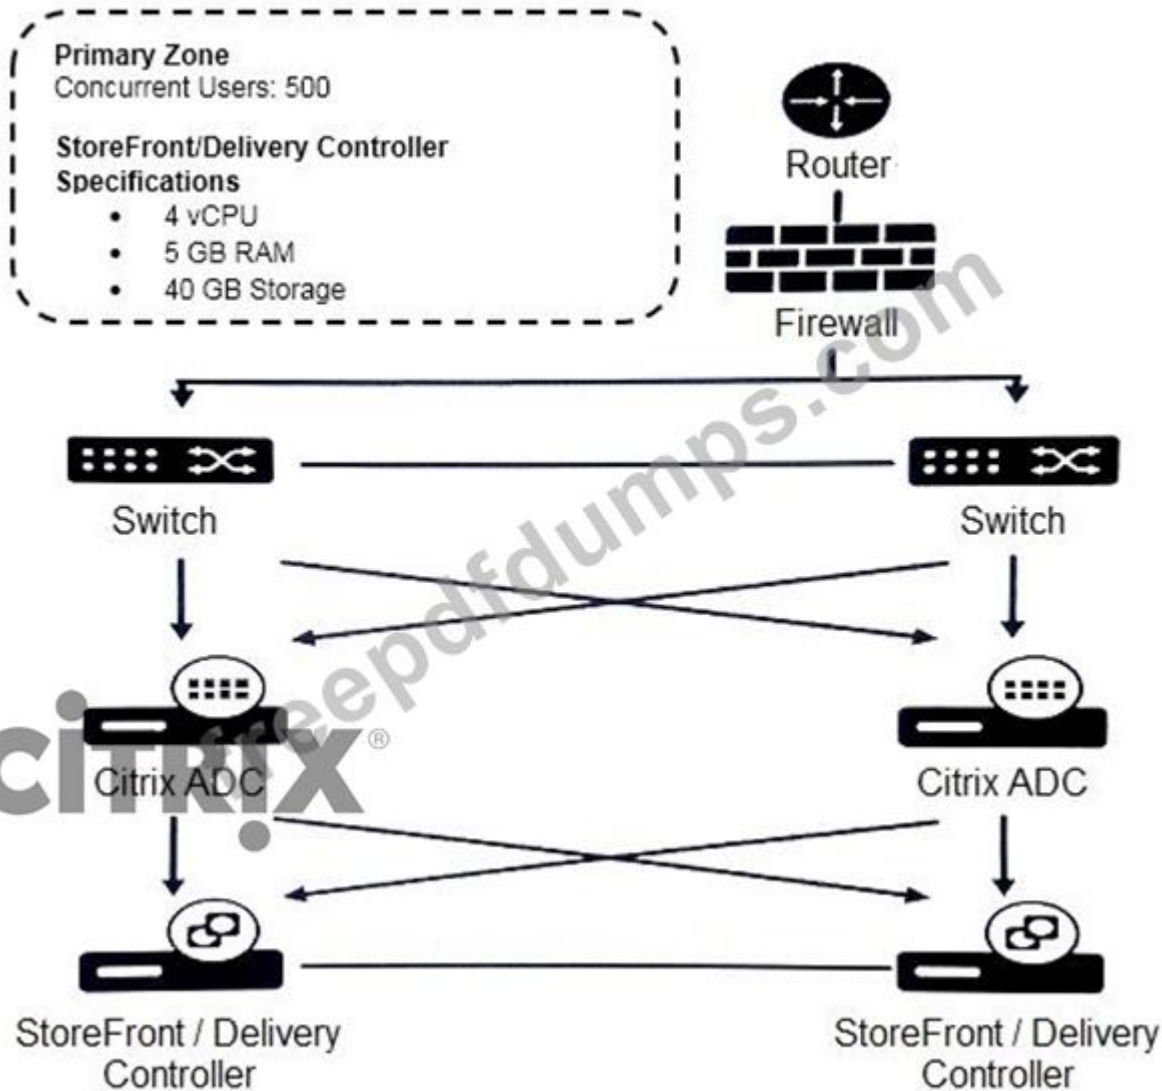 Primary Zone
Concurrent Users: 500
StoreFront/Delivery Controller
Specifications
• 4 vCPU
• 5 GB RAM
• 40 GB Storage
Router
Firewall
freepdfdumps.com
Switch
Switch
CiTRIX®
Citrix ADC
Citrix ADC
StoreFront / Delivery
Controller
StoreFront / Delivery
Controller